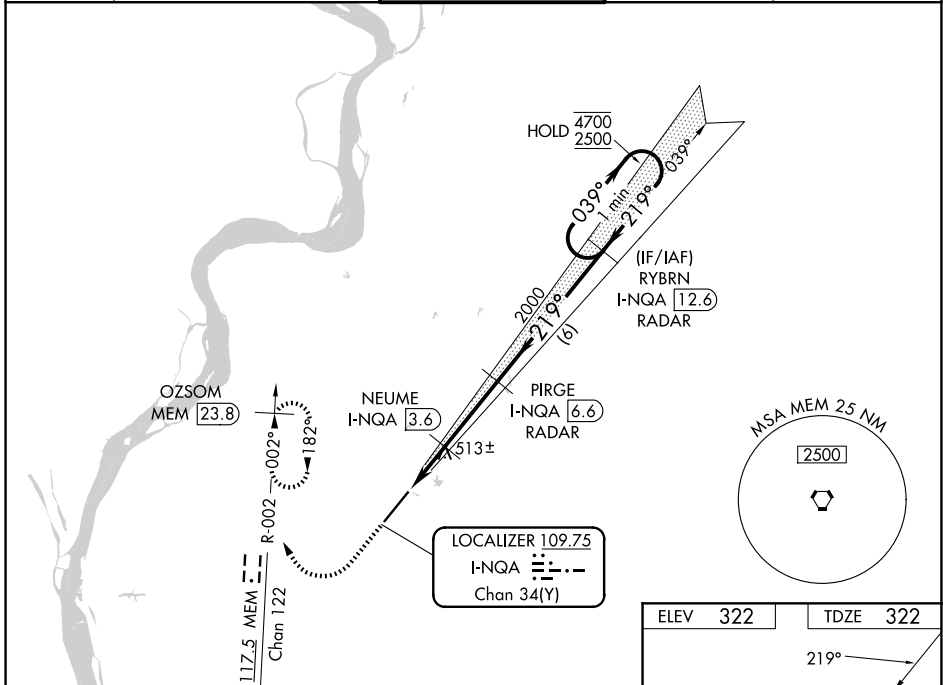 HOLD 4700
2500
039°
1 min
219°
039°
(IF/IAF)
RYBRN
I-NQA 12.6
RADAR
2000
219°
(6)
OZSOM
MEM 23.8
NEUME
I-NQA 3.6
PIRGE
I-NQA 6.6
RADAR
513±
002°
182°
R-002
117.5 MEM
Chan 122
LOCALIZER 109.75
I-NQA
Chan 34(Y)
MSA MEM 25 NM
2500
ELEV 322
TDZE 322
219°